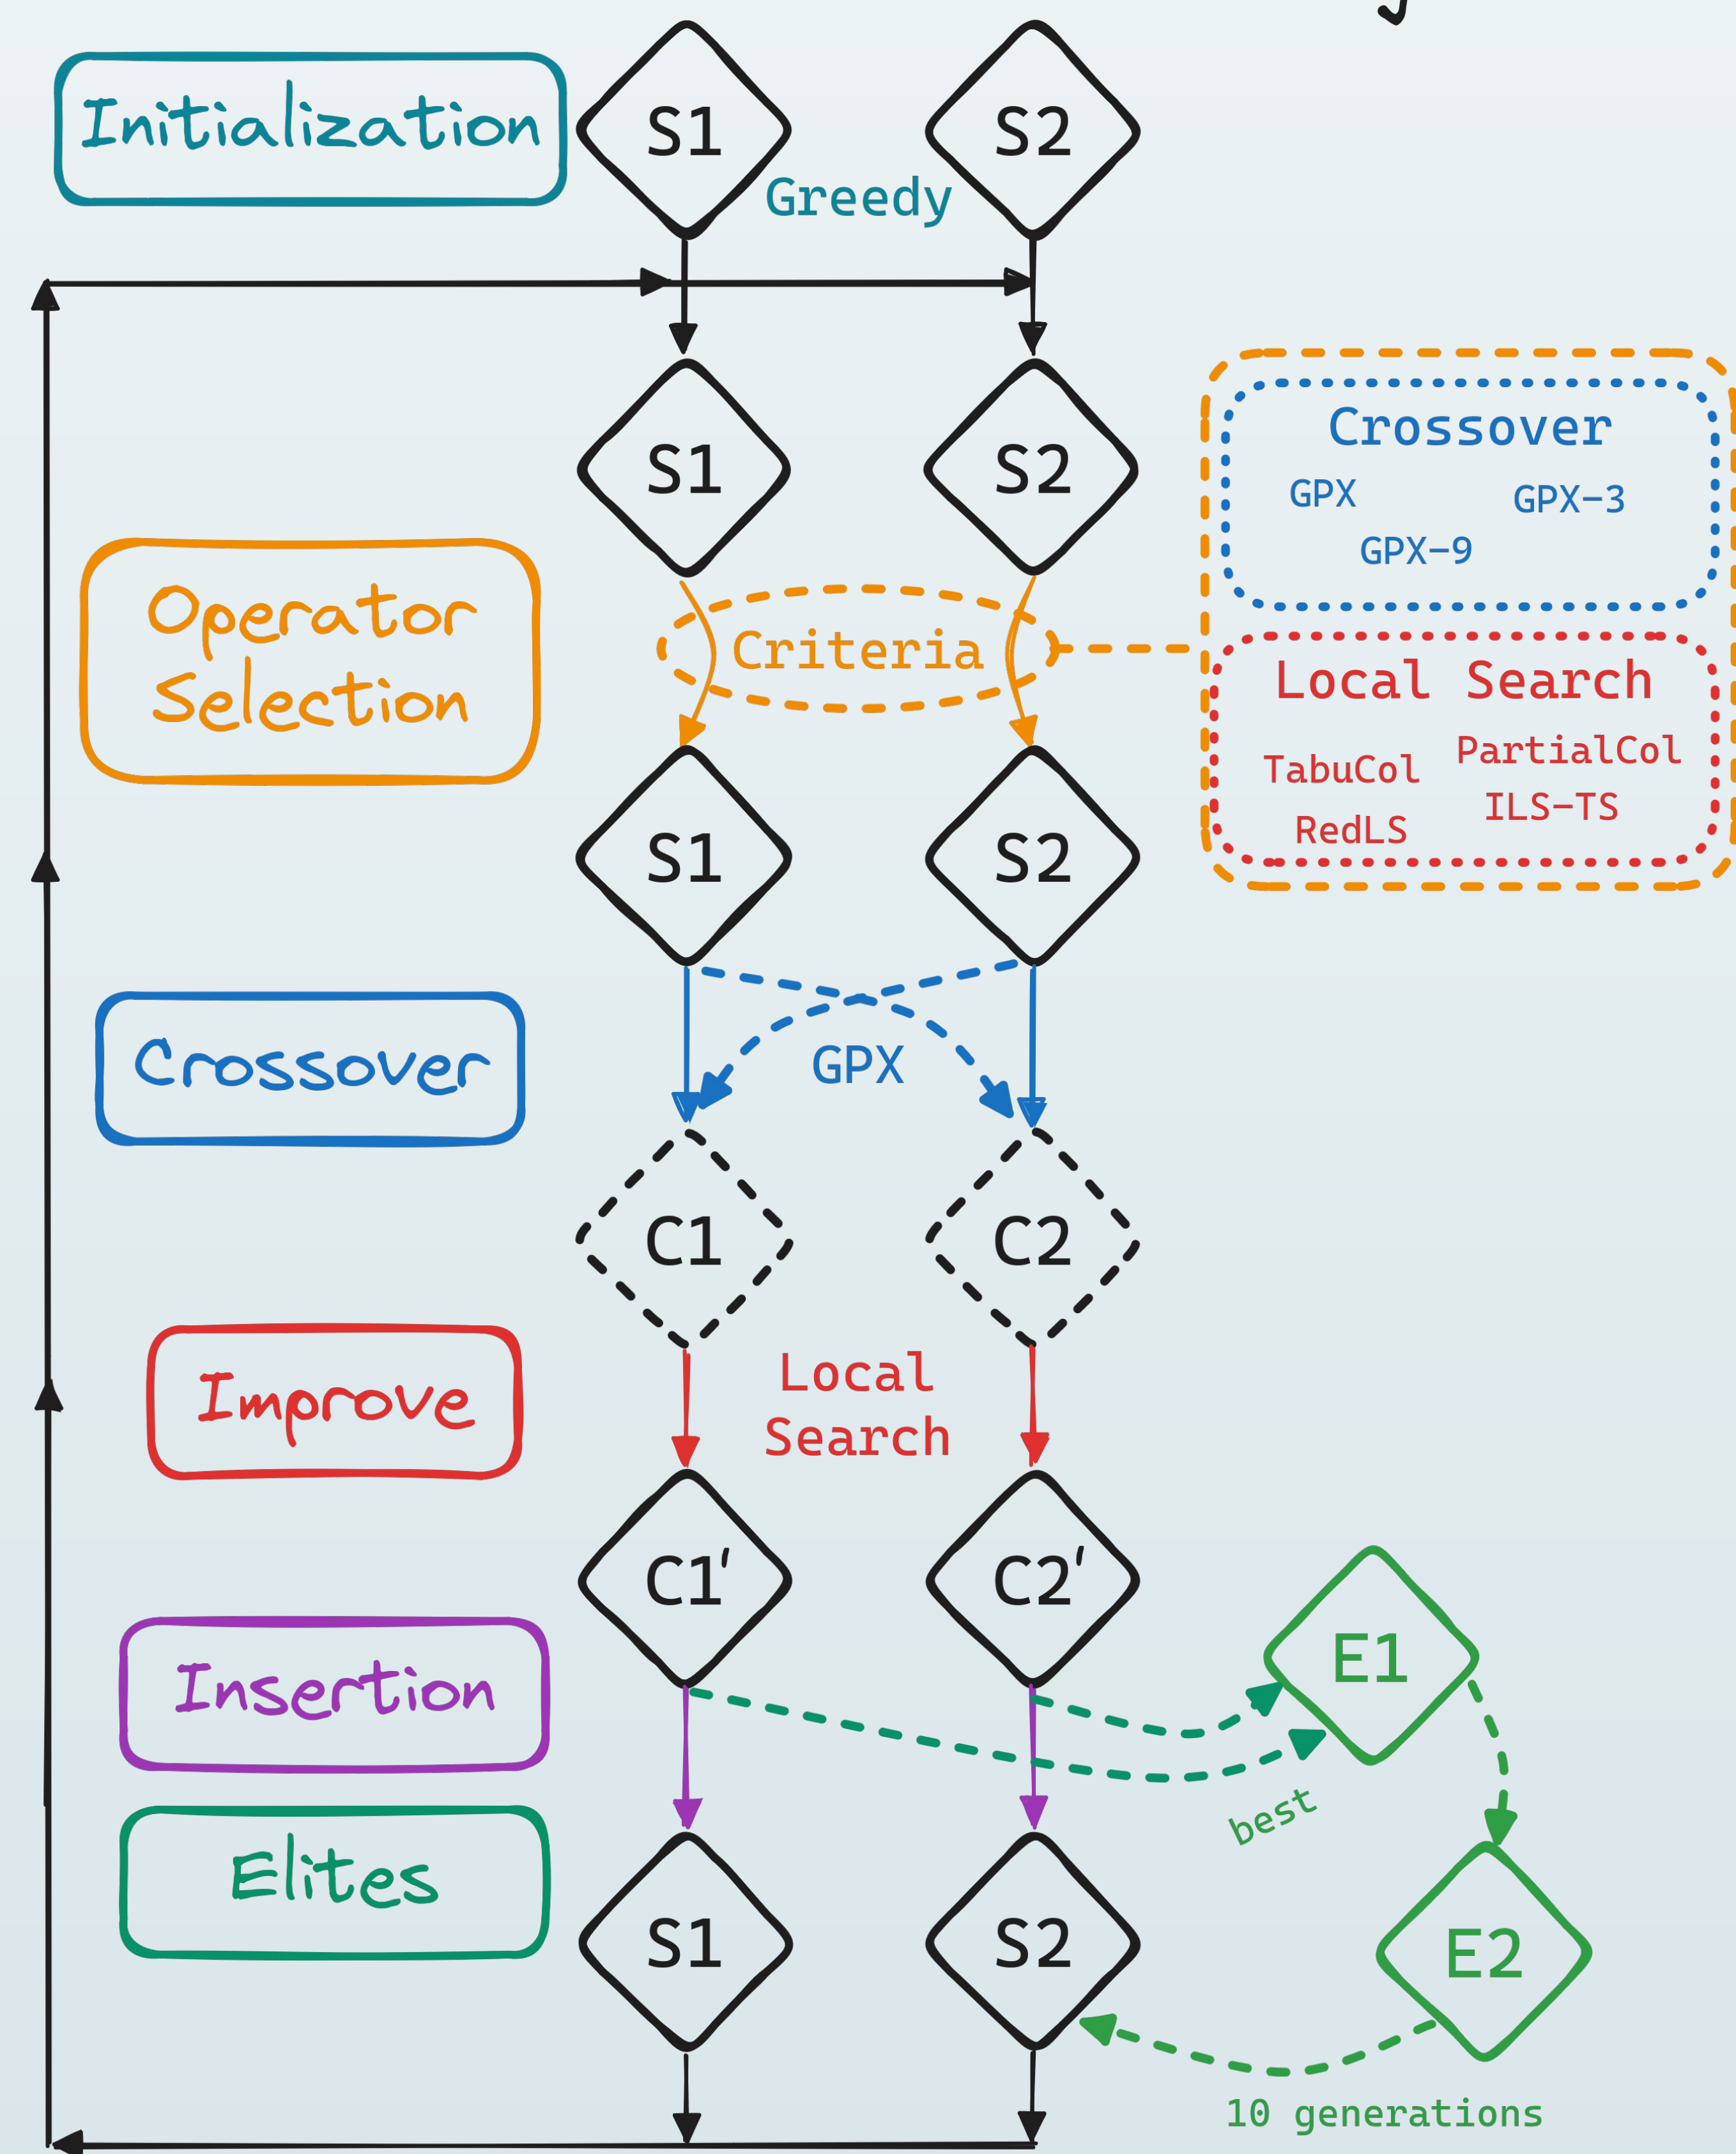 Initialization
S1
S2
Greedy
S1
S2
Crossover
GPX
GPX-3
GPX-9
Operator
Selection
Criteria
Local Search
TabuCol
PartialCol
RedLS
ILS-TS
S1
S2
Crossover
GPX
C1
C2
Improve
Local
Search
C1'
C2'
E1
Insertion
best
Elites
S1
S2
E2
10 generations